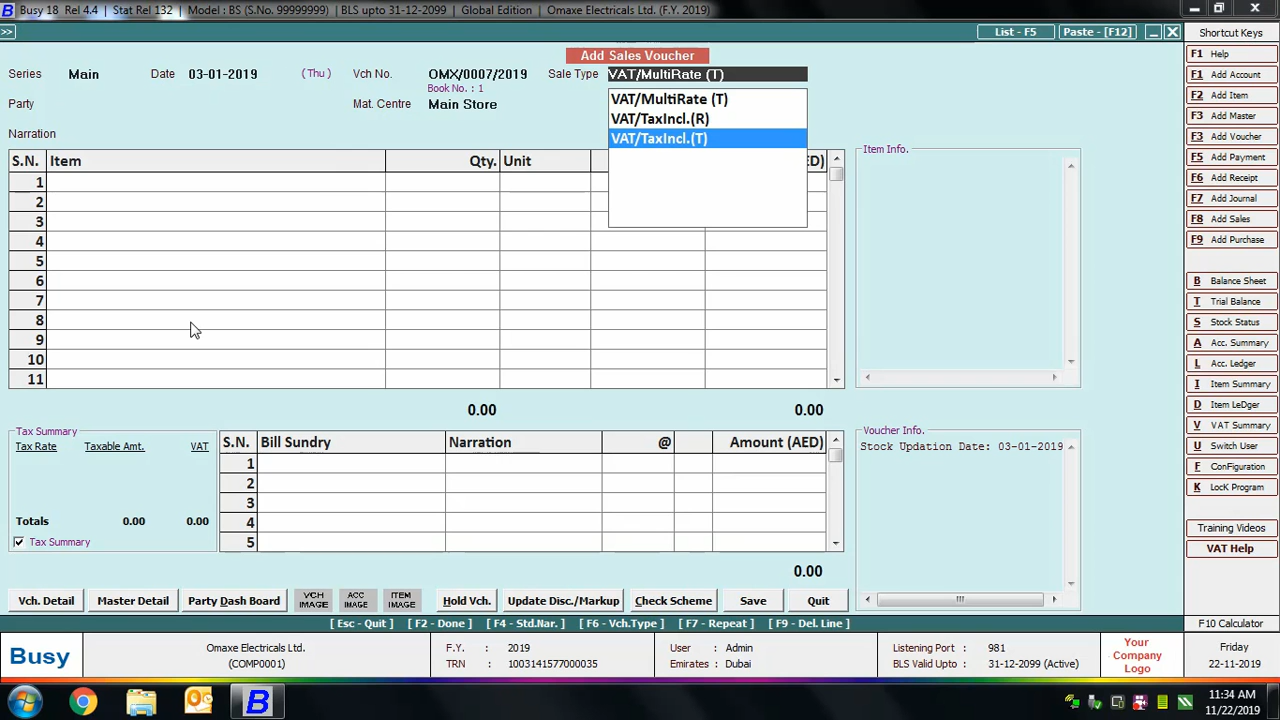 Busy 18 Rel 4.4 | Stat Rel 132 | Model : BS (S.No. 99999999) | BLS upto 31-12-2099 | Global Edition | Omaxe Electricals Ltd. (F.Y. 2019)
>> List - F5 Paste - [F12] Shortcut Keys
Add Sales Voucher
F1 Help
Series Main Date 03-01-2019 (Thu) Vch No. OMX/0007/2019 Sale Type VAT/MultiRate (T)
F1 Add Account
Book No. : 1
Party Mat. Centre Main Store
VAT/MultiRate (T)
VAT/TaxIncl.(R)
VAT/TaxIncl.(T)
F2 Add Item
F3 Add Master
Narration
F3 Add Voucher
S.N. Item Qty. Unit ED) Item Info.
F5 Add Payment
1
F6 Add Receipt
2
F7 Add Journal
3
F8 Add Sales
4
F9 Add Purchase
5
6
B Balance Sheet
7
T Trial Balance
8
S Stock Status
9
A Acc. Summary
10
L Acc. Ledger
11
I Item Summary
0.00 0.00
D Item LeDger
Tax Summary
V VAT Summary
Voucher Info.
Tax Rate Taxable Amt. VAT
S.N. Bill Sundry Narration @ Amount (AED)
Stock Updation Date: 03-01-2019
U Switch User
1
F ConFiguration
2
K LocK Program
3
4
5
Totals 0.00 0.00
Tax Summary
Training Videos
VAT Help
0.00
Vch. Detail Master Detail Party Dash Board VCH IMAGE ACC IMAGE ITEM IMAGE Hold Vch. Update Disc./Markup Check Scheme Save Quit
[ Esc - Quit ] [ F2 - Done ] [ F4 - Std.Nar. ] [ F6 - Vch.Type ] [ F7 - Repeat ] [ F9 - Del. Line ] F10 Calculator
Busy
Omaxe Electricals Ltd.
(COMP0001)
F.Y. : 2019
TRN : 1003141577000035
User : Admin
Emirates : Dubai
Listening Port : 981
BLS Valid Upto : 31-12-2099 (Active)
Your
Company
Logo
Friday
22-11-2019
11:34 AM
11/22/2019